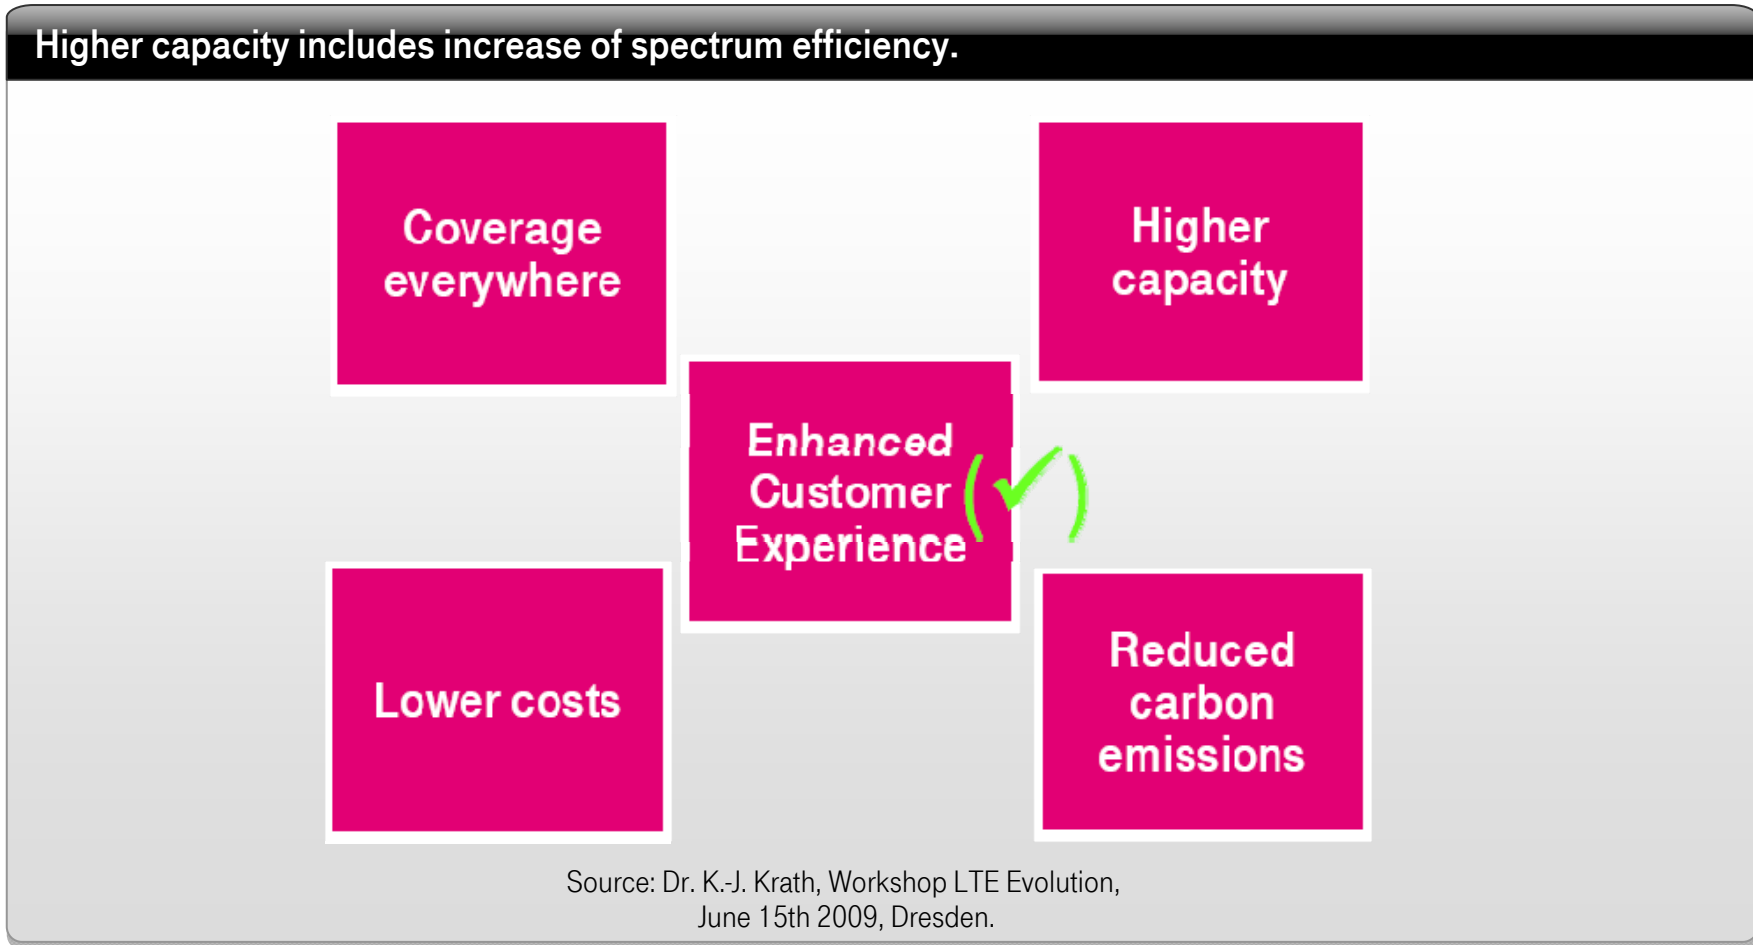 Higher capacity includes increase of spectrum efficiency.
Coverage
everywhere
Higher
capacity
Enhanced
Customer
Experience
Lower costs
Reduced
carbon
emissions
Source: Dr. K.-J. Krath, Workshop LTE Evolution,
June 15th 2009, Dresden.